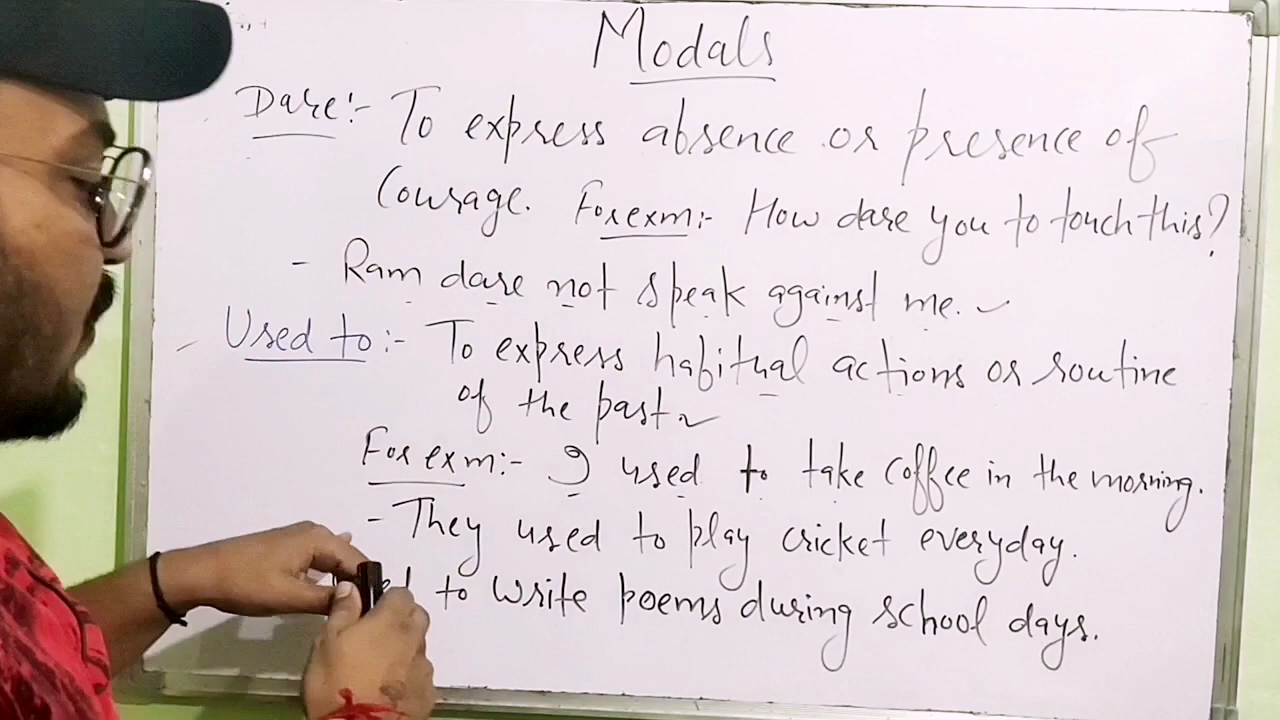 Modals
Dare:- To express absence or presence of
Courage. For exm:- How dare you to touch this?
- Ram dare not speak against me.
Used to:- To express habitual actions or routine
of the past.
For exm:- I used to take Coffee in the morning.
- They used to play cricket everyday.
to write poems during school days.